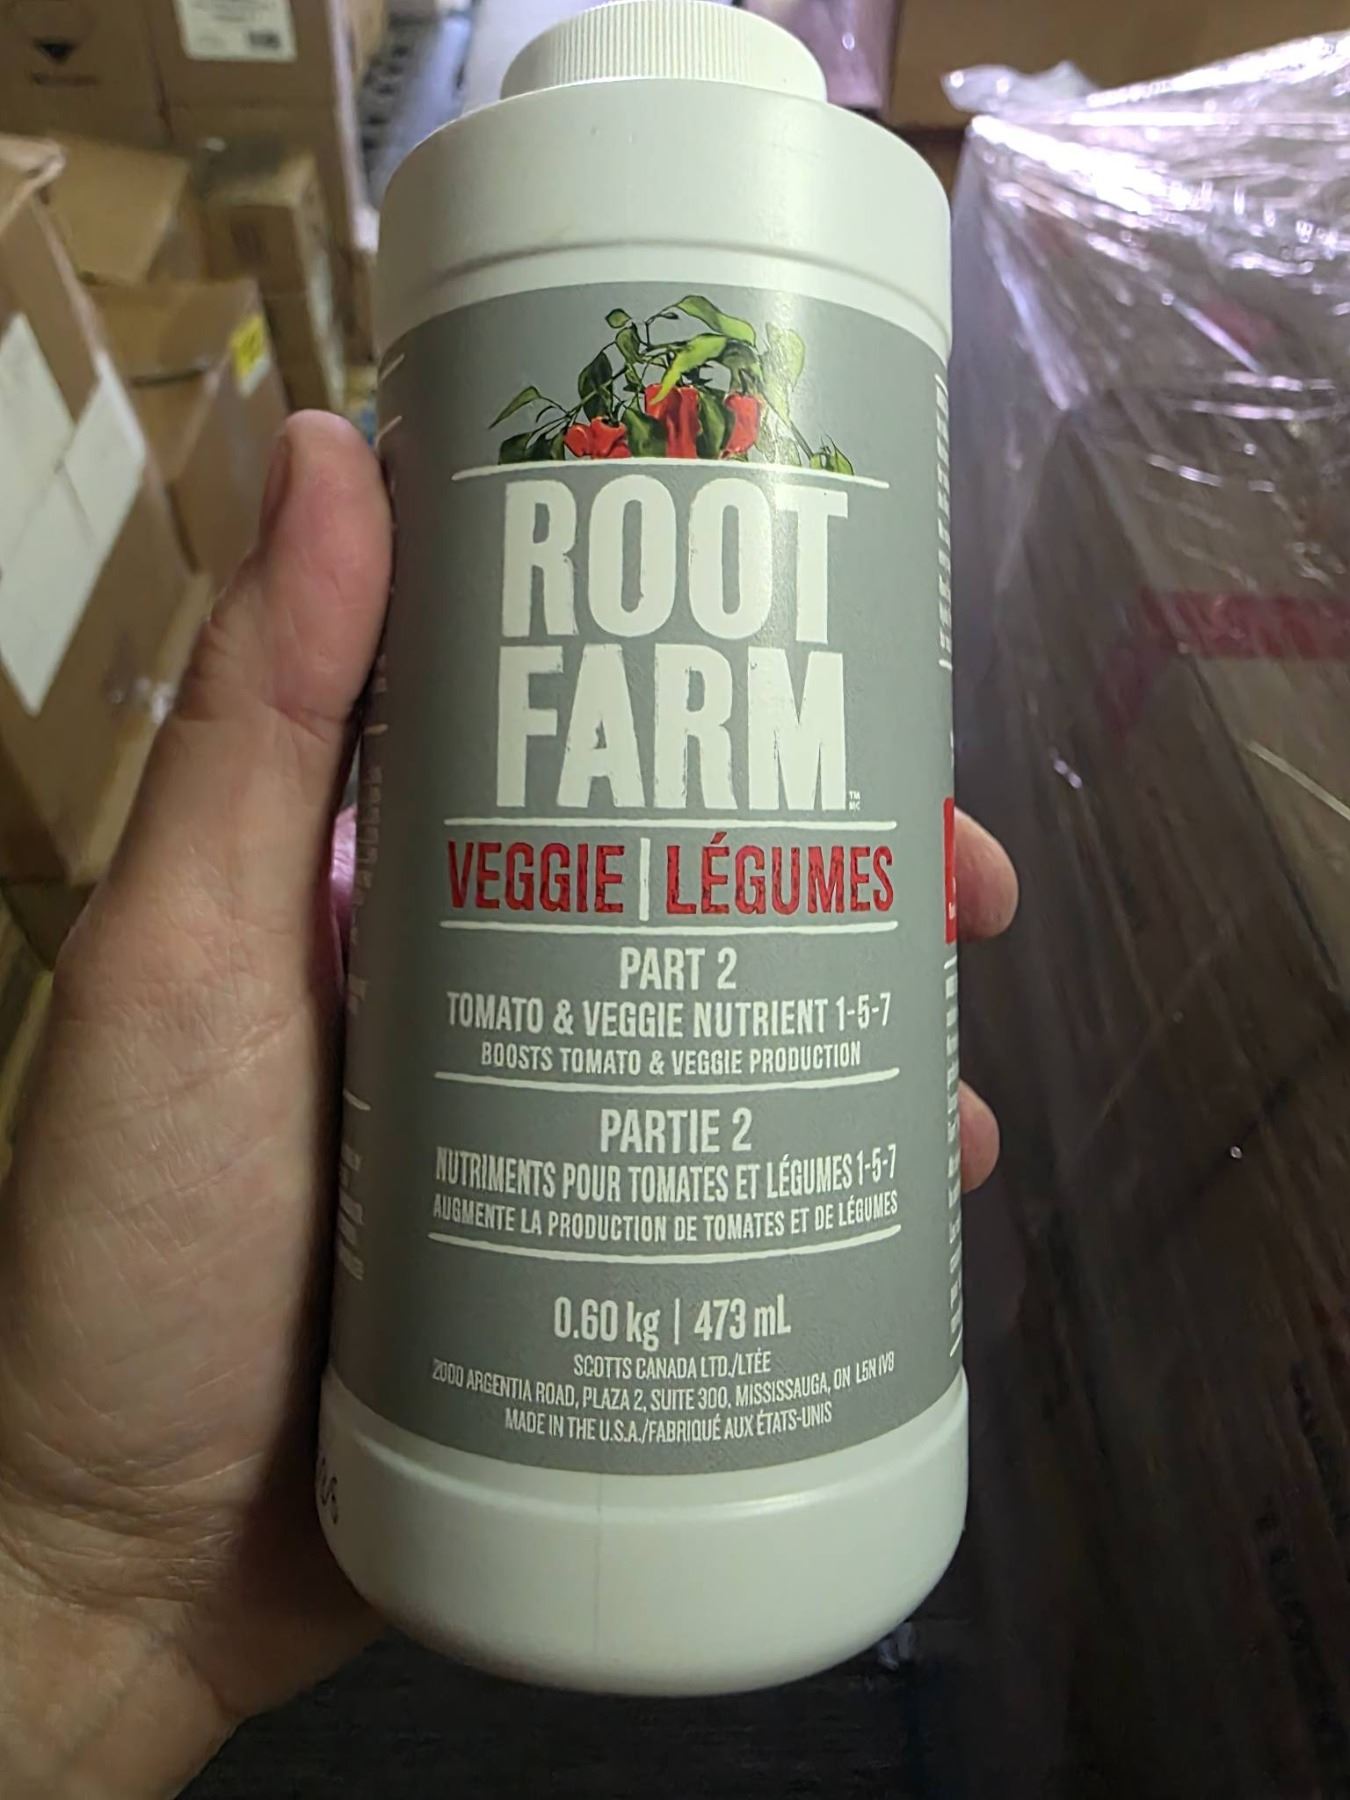 ROOT
FARM
TM
MC
VEGGIE | LÉGUMES
PART 2
TOMATO & VEGGIE NUTRIENT 1-5-7
BOOSTS TOMATO & VEGGIE PRODUCTION
PARTIE 2
NUTRIMENTS POUR TOMATES ET LÉGUMES 1-5-7
AUGMENTE LA PRODUCTION DE TOMATES ET DE LÉGUMES
0.60 kg | 473 mL
SCOTTS CANADA LTD./LTÉE
2000 ARGENTIA ROAD, PLAZA 2, SUITE 300, MISSISSAUGA, ON L5N 1V8
MADE IN THE U.S.A./FABRIQUÉ AUX ÉTATS-UNIS